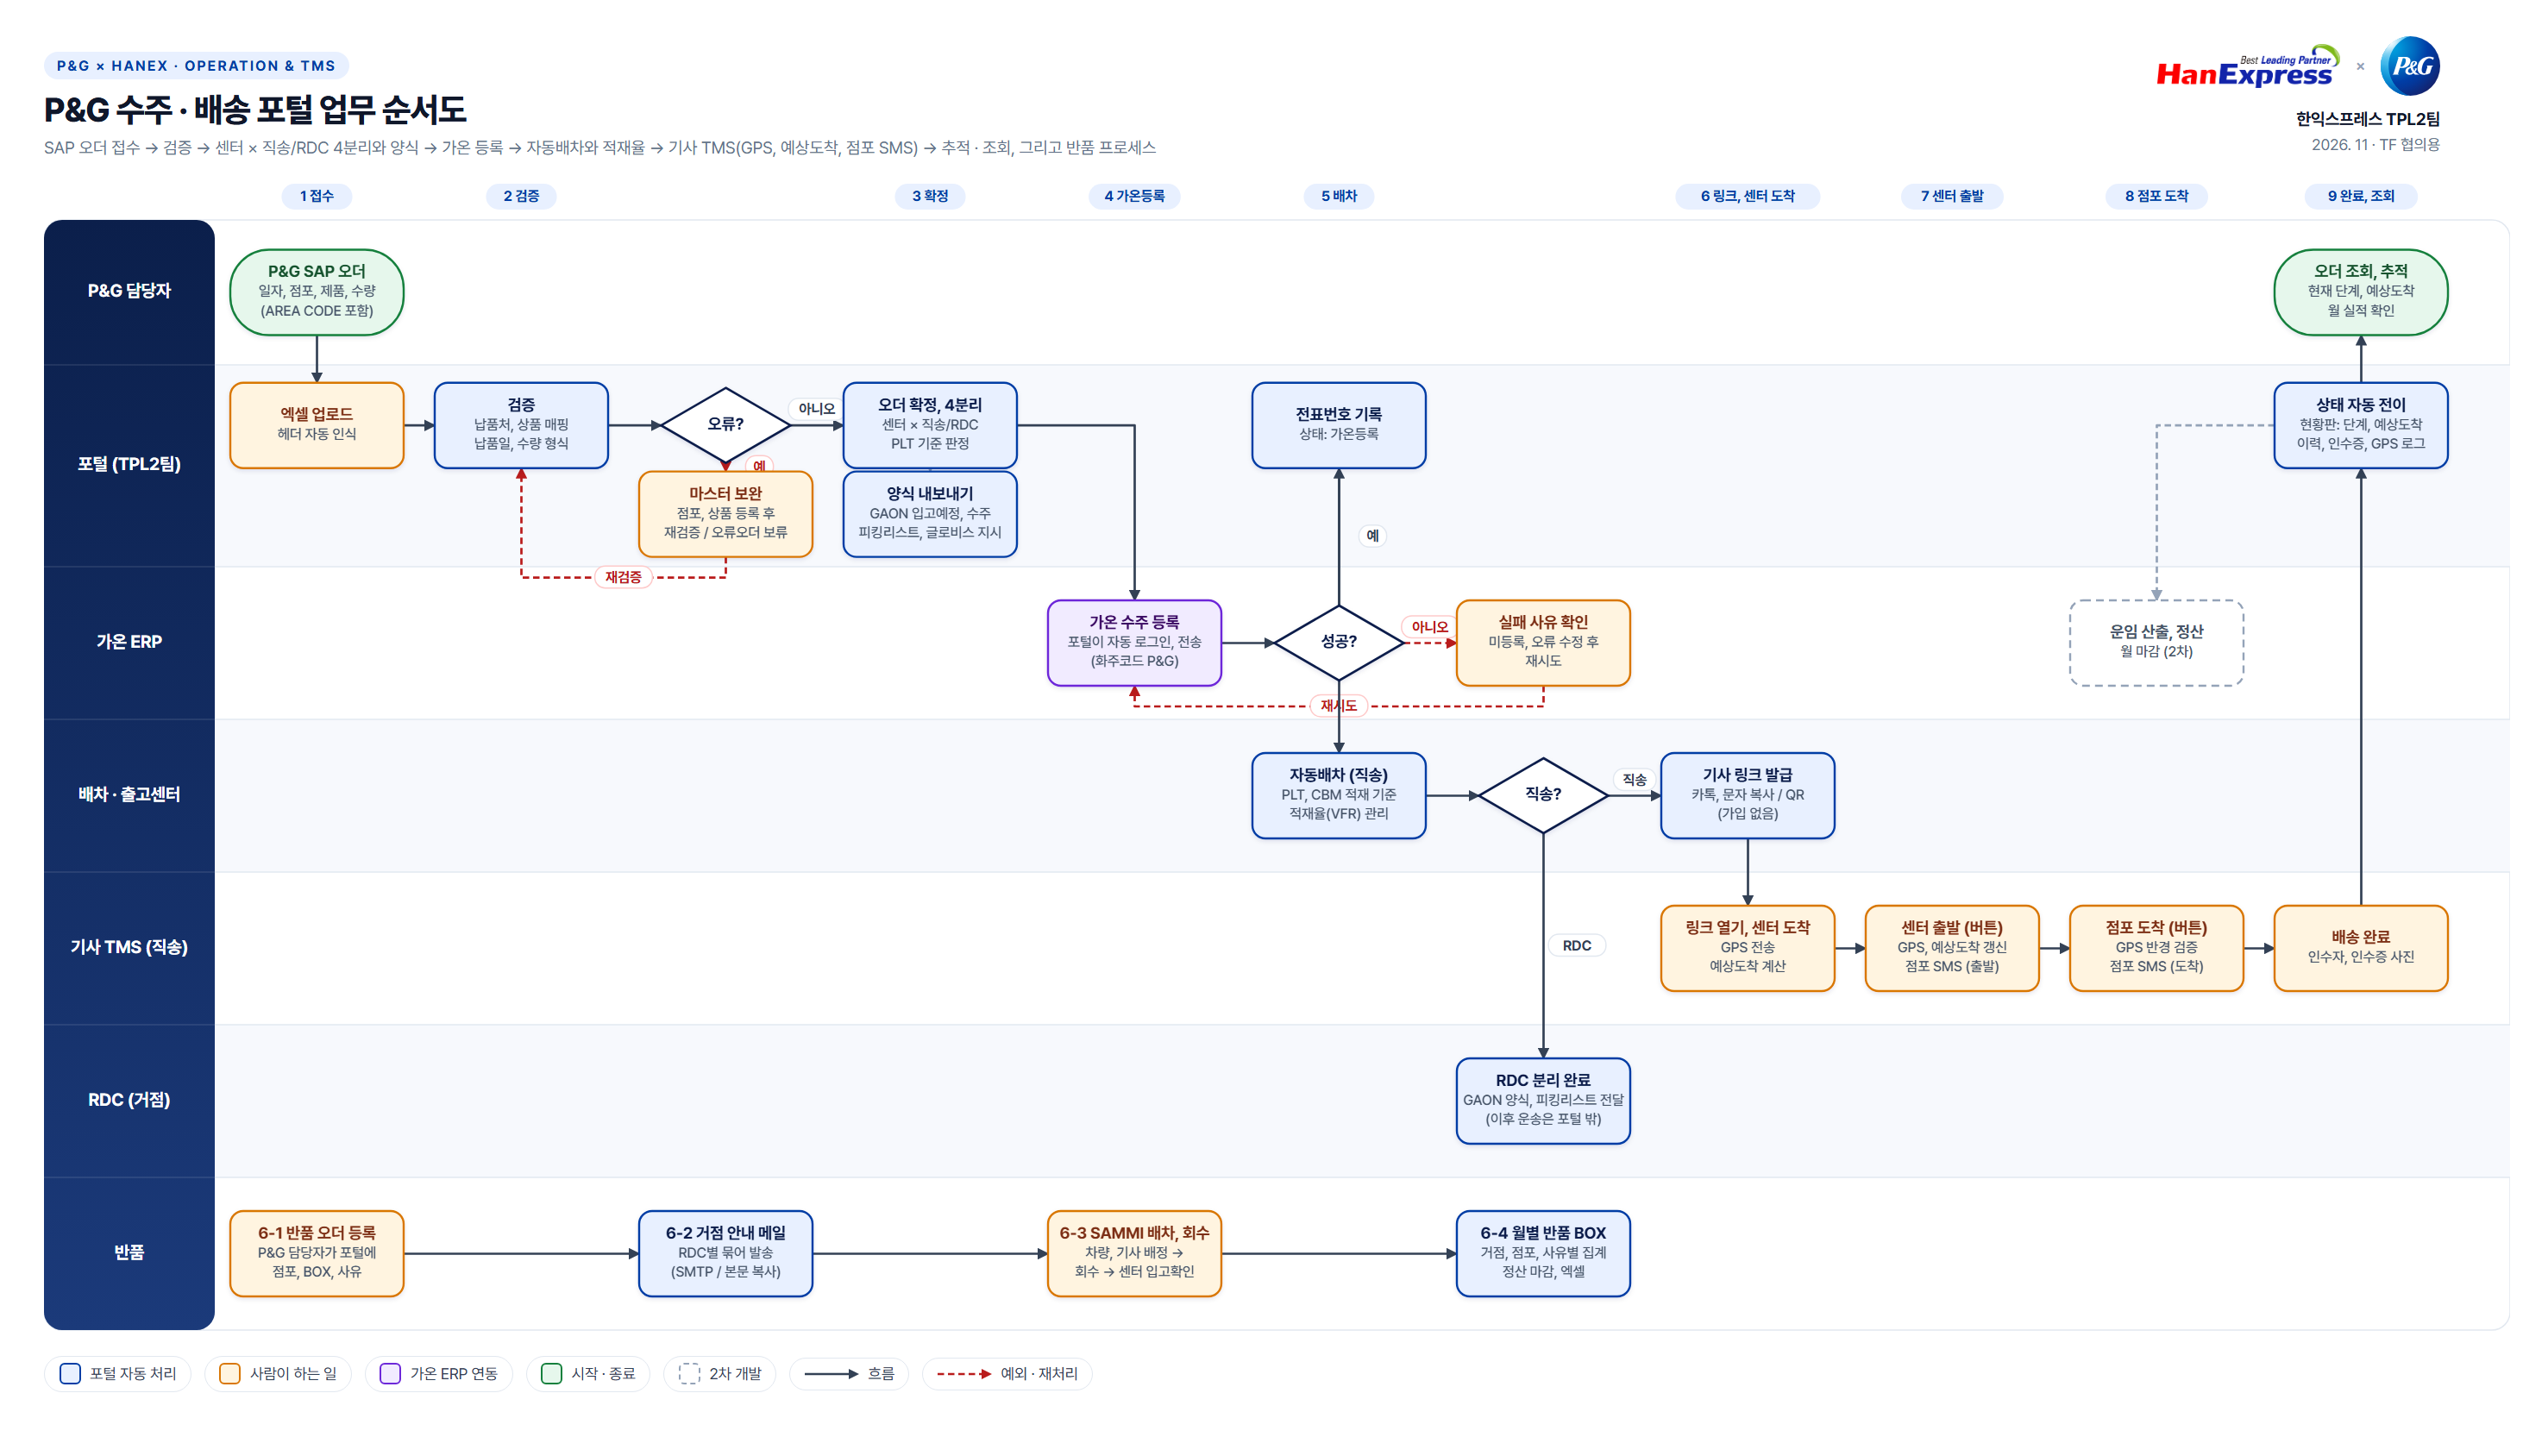 P&G × HANEX · OPERATION & TMS
P&G 수주 · 배송 포털 업무 순서도
SAP 오더 접수 → 검증 → 센터 × 직송/RDC 4분리와 양식 → 가온 등록 → 자동배차와 적재율 → 기사 TMS(GPS, 예상도착, 점포 SMS) → 추적 · 조회, 그리고 반품 프로세스
Best Leading Partner
HanExpress
×
P&G
한익스프레스 TPL2팀
2026. 11 · TF 협의용
1 접수
2 검증
3 확정
4 가온등록
5 배차
6 링크, 센터 도착
7 센터 출발
8 점포 도착
9 완료, 조회
P&G 담당자
P&G SAP 오더
일자, 점포, 제품, 수량
(AREA CODE 포함)
오더 조회, 추적
현재 단계, 예상도착
월 실적 확인
포털 (TPL2팀)
엑셀 업로드
헤더 자동 인식
검증
납품처, 상품 매핑
납품일, 수량 형식
오류?
아니오
예
오더 확정, 4분리
센터 × 직송/RDC
PLT 기준 판정
마스터 보완
점포, 상품 등록 후
재검증 / 오류오더 보류
재검증
양식 내보내기
GAON 입고예정, 수주
피킹리스트, 글로비스 지시
전표번호 기록
상태: 가온등록
예
상태 자동 전이
현황판: 단계, 예상도착
이력, 인수증, GPS 로그
가온 ERP
가온 수주 등록
포털이 자동 로그인, 전송
(화주코드 P&G)
성공?
아니오
실패 사유 확인
미등록, 오류 수정 후
재시도
재시도
운임 산출, 정산
월 마감 (2차)
배차 · 출고센터
자동배차 (직송)
PLT, CBM 적재 기준
적재율(VFR) 관리
직송?
직송
기사 링크 발급
카톡, 문자 복사 / QR
(가입 없음)
기사 TMS (직송)
RDC
링크 열기, 센터 도착
GPS 전송
예상도착 계산
센터 출발 (버튼)
GPS, 예상도착 갱신
점포 SMS (출발)
점포 도착 (버튼)
GPS 반경 검증
점포 SMS (도착)
배송 완료
인수자, 인수증 사진
RDC (거점)
RDC 분리 완료
GAON 양식, 피킹리스트 전달
(이후 운송은 포털 밖)
반품
6-1 반품 오더 등록
P&G 담당자가 포털에
점포, BOX, 사유
6-2 거점 안내 메일
RDC별 묶어 발송
(SMTP / 본문 복사)
6-3 SAMMI 배차, 회수
차량, 기사 배정 →
회수 → 센터 입고확인
6-4 월별 반품 BOX
거점, 점포, 사유별 집계
정산 마감, 엑셀
포털 자동 처리
사람이 하는 일
가온 ERP 연동
시작 · 종료
2차 개발
흐름
예외 · 재처리